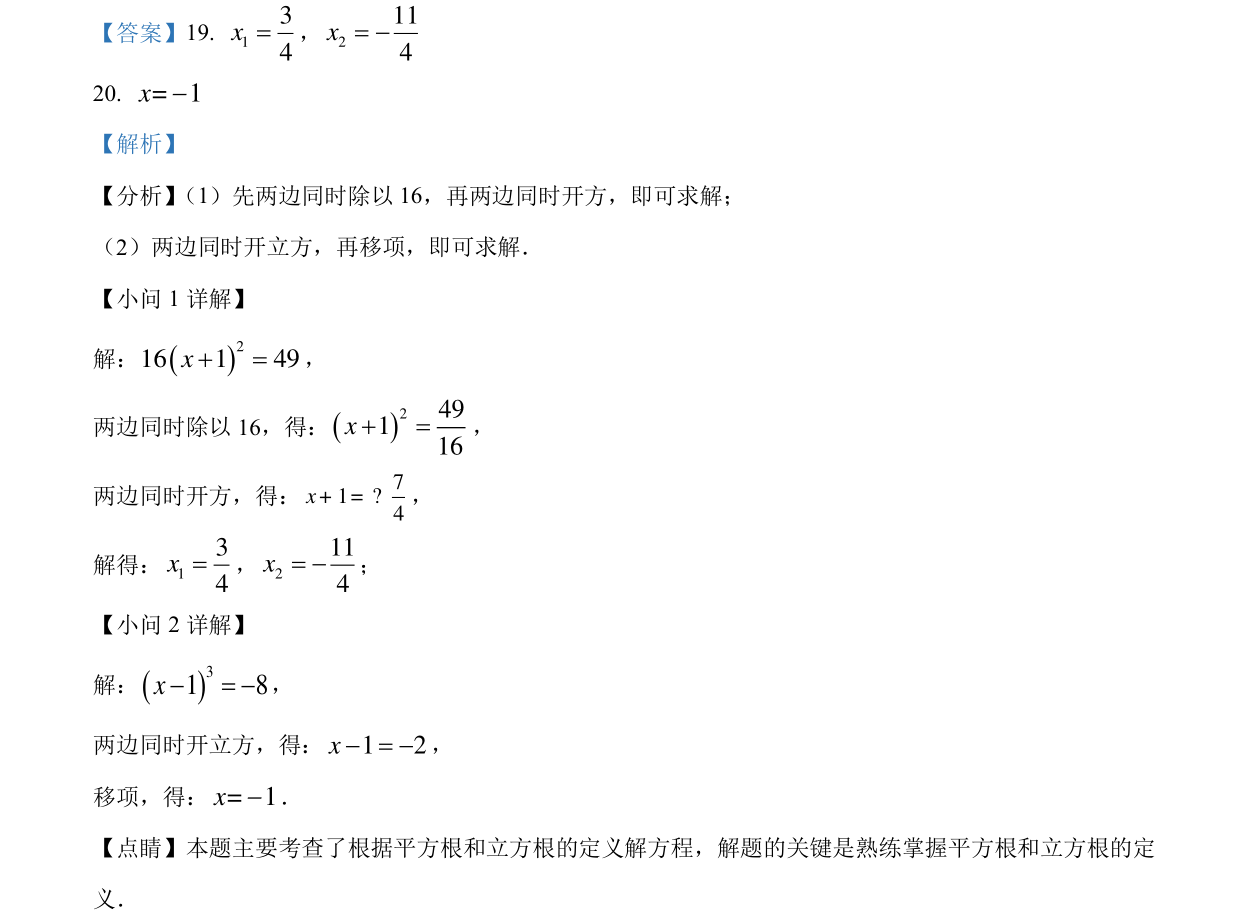 【答案】19. x₁ = 3/4， x₂ = −11/4
20. x= −1
【解析】
【分析】（1）先两边同时除以 16，再两边同时开方，即可求解；
（2）两边同时开立方，再移项，即可求解．
【小问 1 详解】
解：16(x+1)² = 49，
两边同时除以 16，得：(x+1)² = 49/16，
两边同时开方，得：x+1= ? 7/4，
解得：x₁ = 3/4， x₂ = −11/4；
【小问 2 详解】
解：(x−1)³ = −8，
两边同时开立方，得：x−1= −2，
移项，得：x= −1．
【点睛】本题主要考查了根据平方根和立方根的定义解方程，解题的关键是熟练掌握平方根和立方根的定
义．